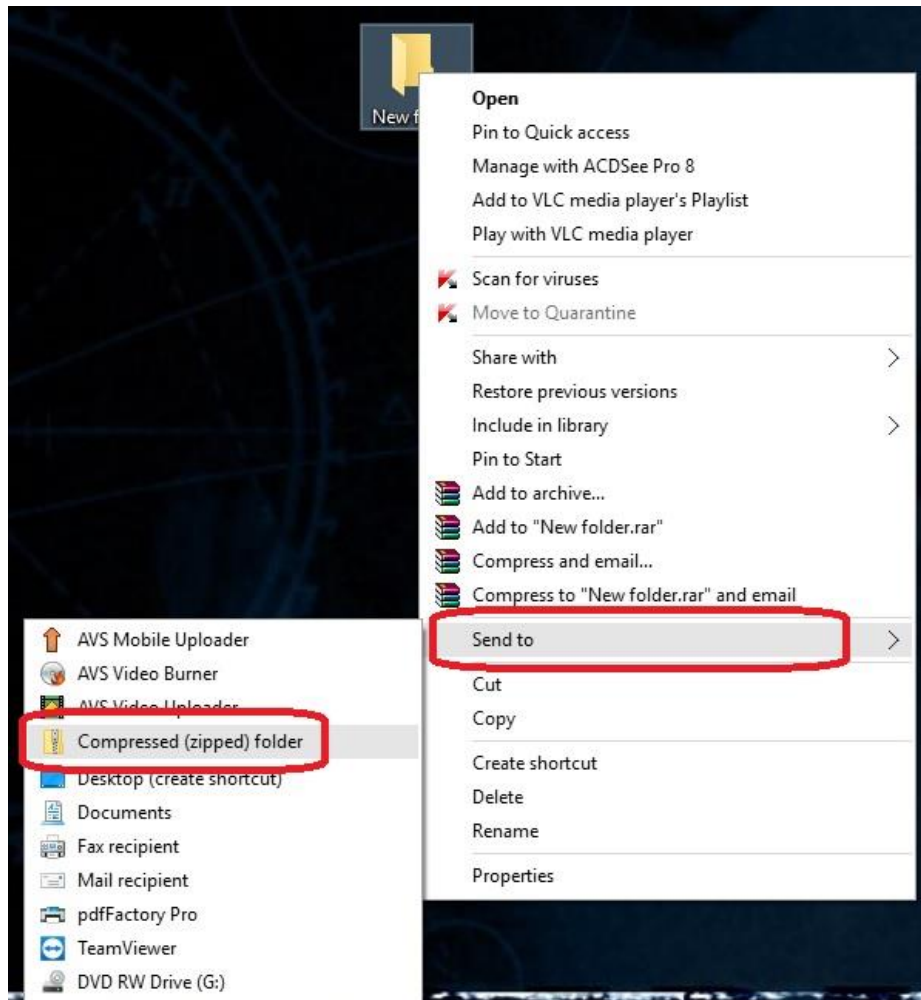 New f
Open
Pin to Quick access
Manage with ACDSee Pro 8
Add to VLC media player's Playlist
Play with VLC media player
Scan for viruses
Move to Quarantine
Share with
Restore previous versions
Include in library
Pin to Start
Add to archive...
Add to "New folder.rar"
Compress and email...
Compress to "New folder.rar" and email
Send to
Cut
Copy
Create shortcut
Delete
Rename
Properties
AVS Mobile Uploader
AVS Video Burner
AVS Video Uploader
Compressed (zipped) folder
Desktop (create shortcut)
Documents
Fax recipient
Mail recipient
pdfFactory Pro
TeamViewer
DVD RW Drive (G:)